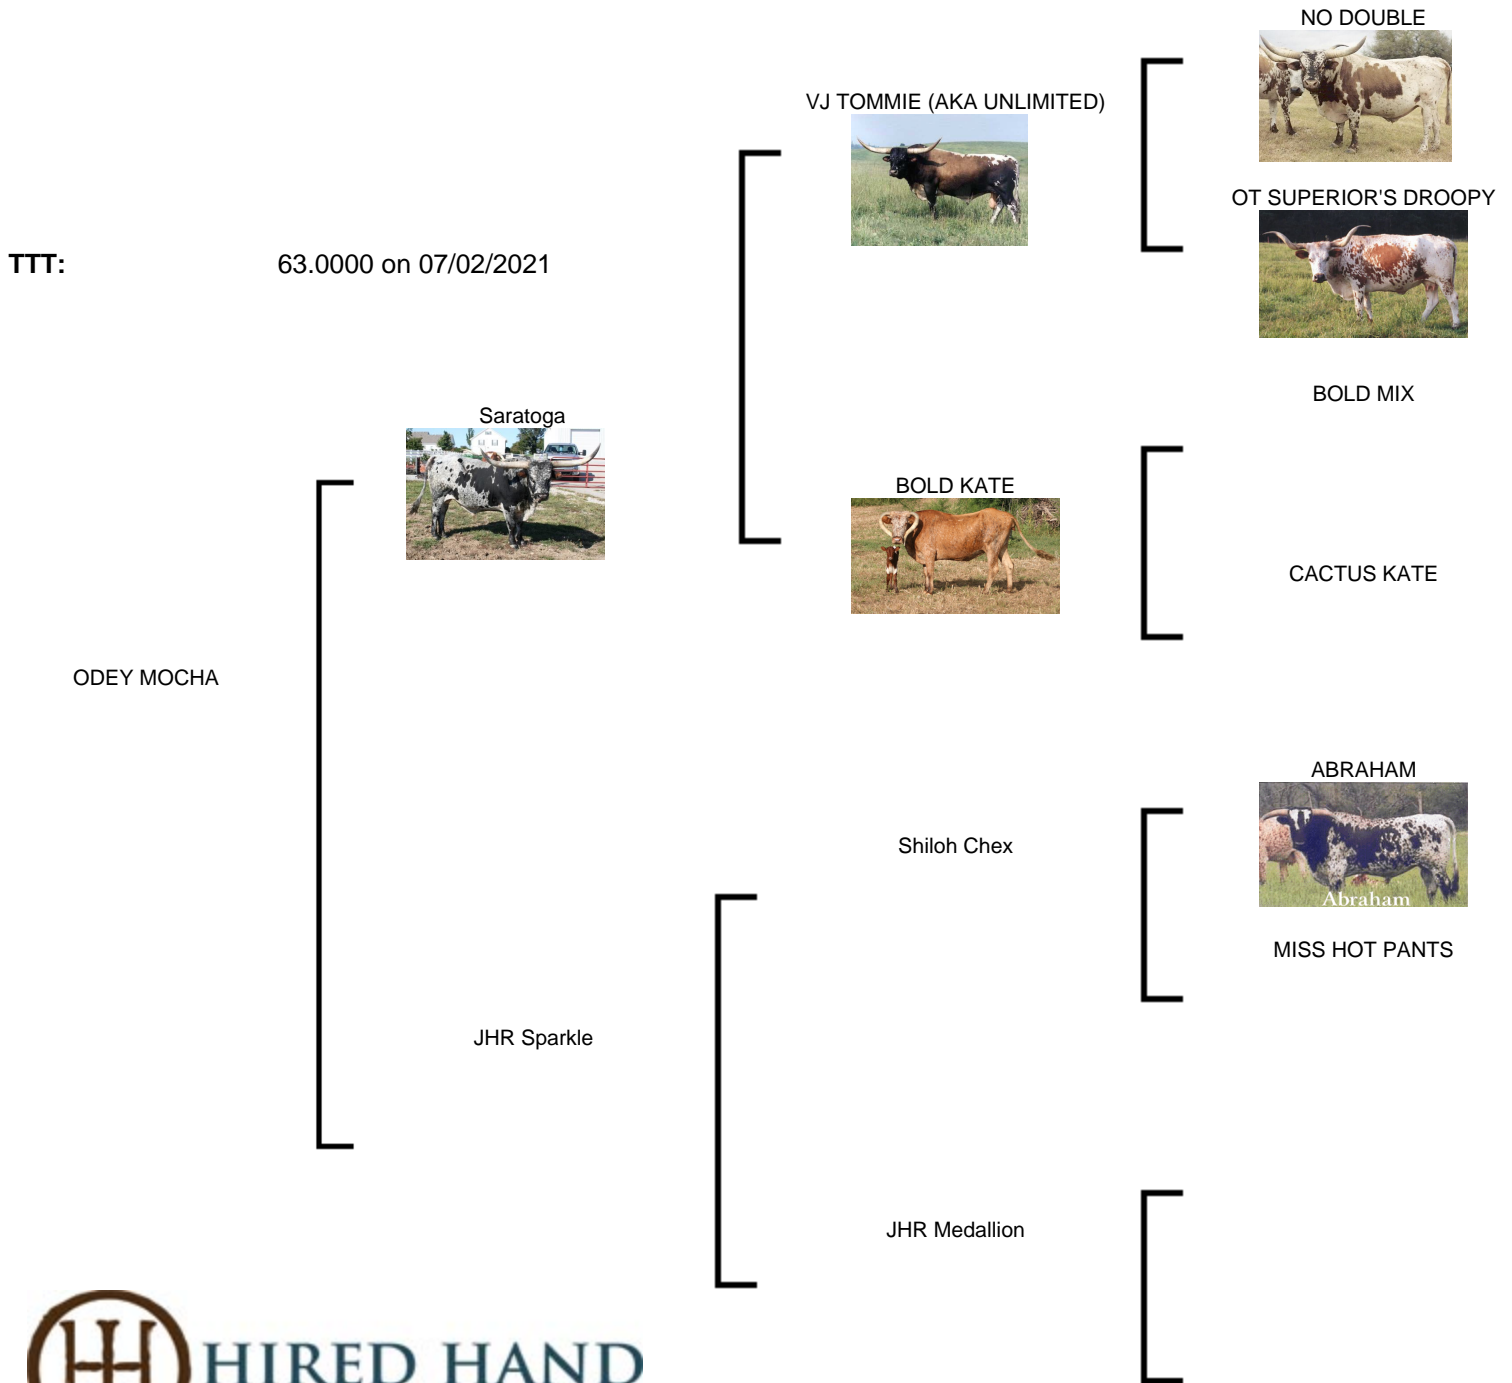 NO DOUBLE
VJ TOMMIE (AKA UNLIMITED)
OT SUPERIOR'S DROOPY
TTT: 63.0000 on 07/02/2021
BOLD MIX
Saratoga
BOLD KATE
CACTUS KATE
ODEY MOCHA
ABRAHAM
Shiloh Chex
Abraham
MISS HOT PANTS
JHR Sparkle
JHR Medallion
HIRED HAND